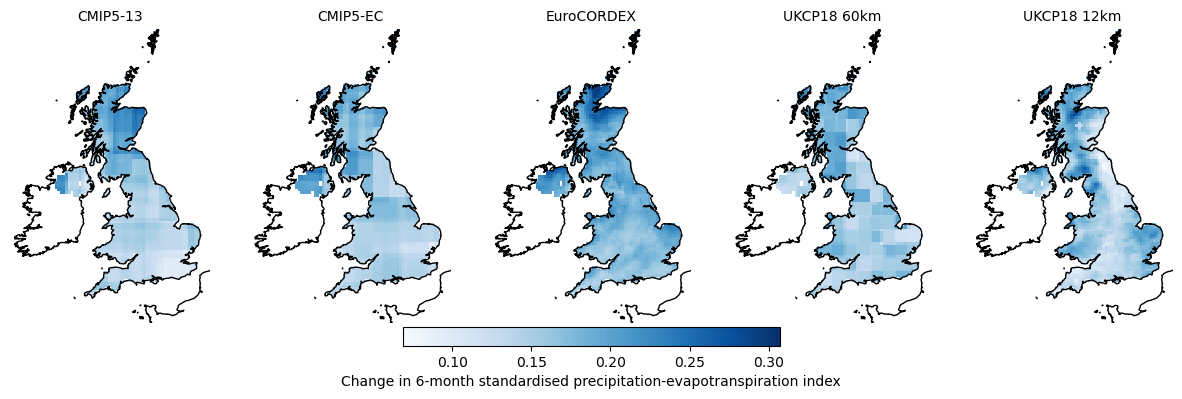 CMIP5-13 CMIP5-EC EuroCORDEX UKCP18 60km UKCP18 12km
0.10 0.15 0.20 0.25 0.30
Change in 6-month standardised precipitation-evapotranspiration index